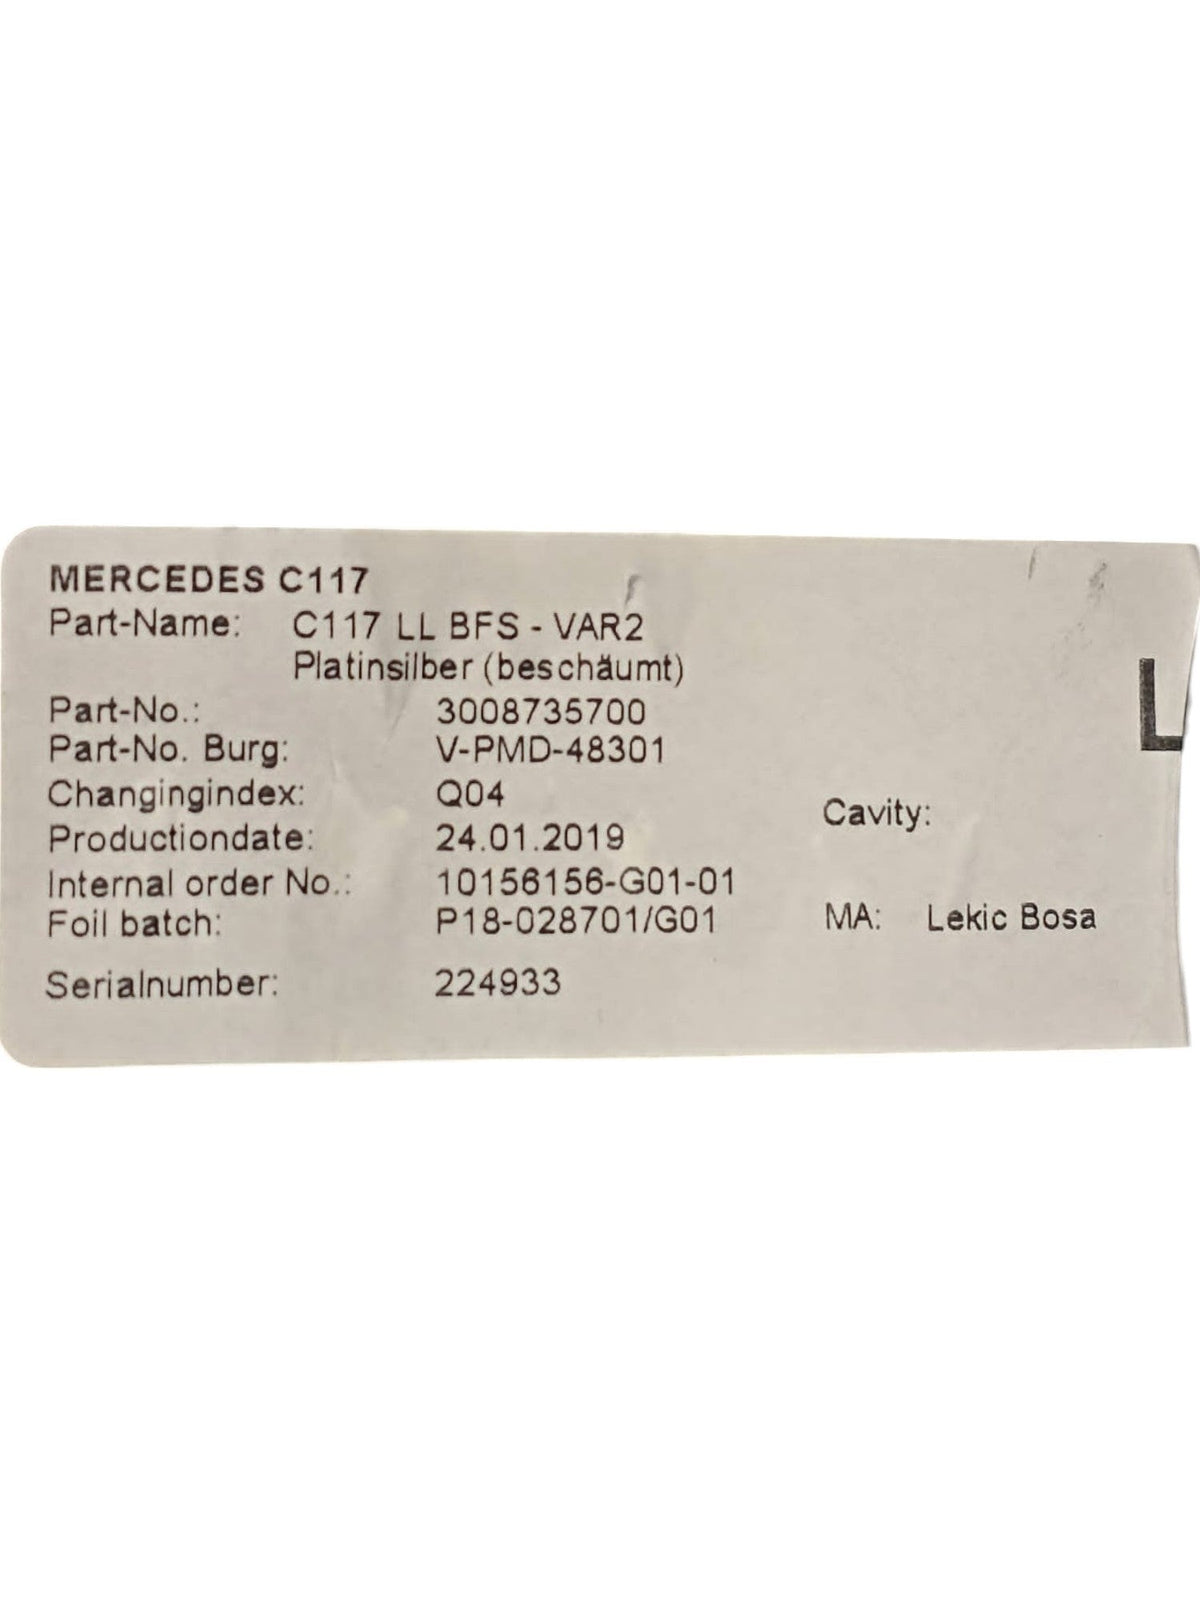 MERCEDES C117
Part-Name: C117 LL BFS - VAR2
Platinsilber (beschäumt)
Part-No.: 3008735700
Part-No. Burg: V-PMD-48301
Changingindex: Q04
Productiondate: 24.01.2019
Internal order No.: 10156156-G01-01
Foil batch: P18-028701/G01
Serialnumber: 224933
L
Cavity:
MA: Lekic Bosa